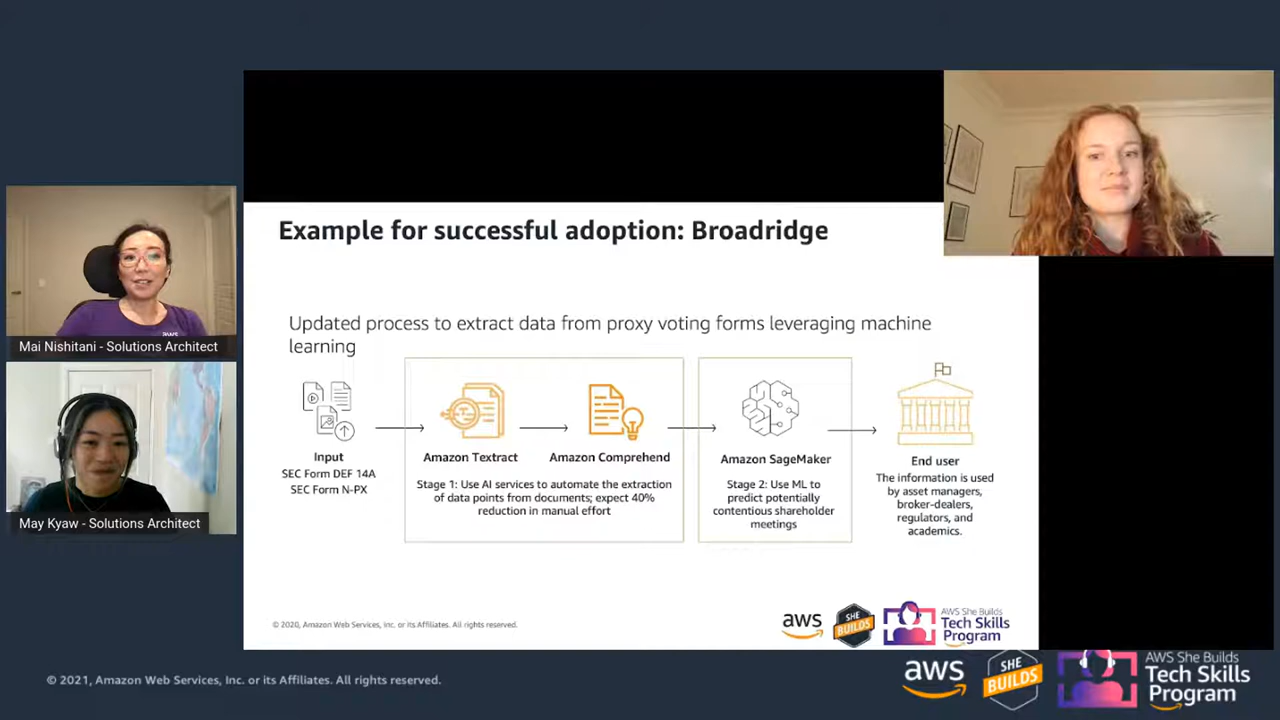 Example for successful adoption: Broadridge
Updated process to extract data from proxy voting forms leveraging machine
learning
Input
SEC Form DEF 14A
SEC Form N-PX
Amazon Textract
Amazon Comprehend
Stage 1: Use AI services to automate the extraction
of data points from documents; expect 40%
reduction in manual effort
Amazon SageMaker
Stage 2: Use ML to
predict potentially
contentious shareholder
meetings
End user
The information is used
by asset managers,
broker-dealers,
regulators, and
academics.
aws
Mai Nishitani - Solutions Architect
May Kyaw - Solutions Architect
© 2020, Amazon Web Services, Inc. or its Affiliates. All rights reserved.
aws
SHE
BUILDS
AWS She Builds
Tech Skills
Program
© 2021, Amazon Web Services, Inc. or its Affiliates. All rights reserved.
aws
SHE
BUILDS
AWS She Builds
Tech Skills
Program